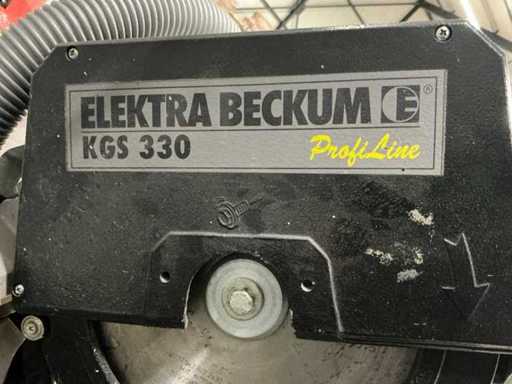 ELEKTRA BECKUM E ®
KGS 330 ProfiLine